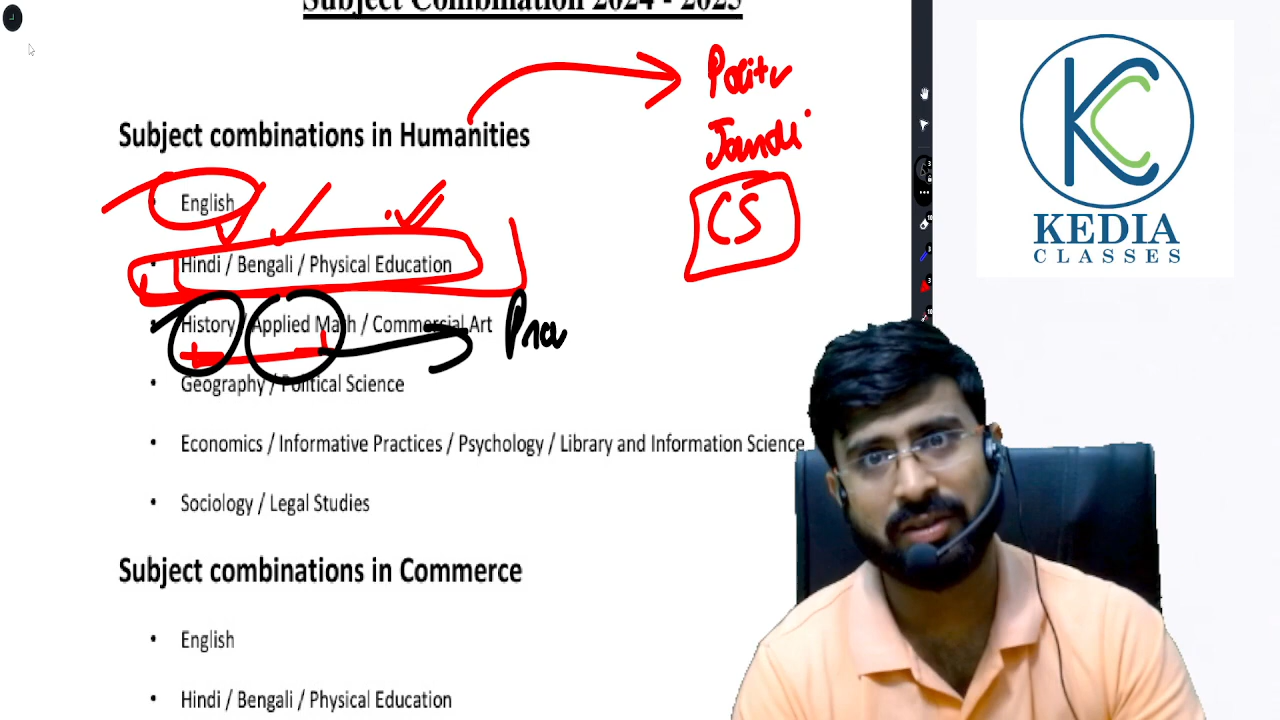 Subject Combination 2024 - 2025
Subject combinations in Humanities
• English
• Hindi / Bengali / Physical Education
• History / Applied Math / Commercial Art
• Geography / Political Science
• Economics / Informative Practices / Psychology / Library and Information Science
• Sociology / Legal Studies
Subject combinations in Commerce
• English
• Hindi / Bengali / Physical Education
CS
KC
KEDIA
CLASSES